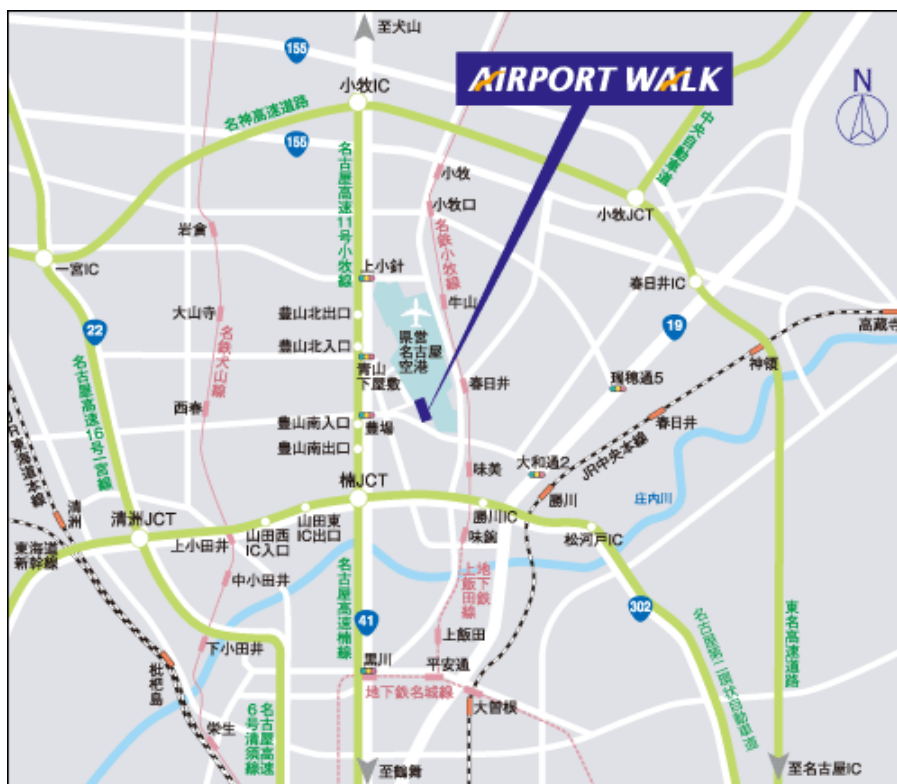 至犬山
155
AIRPORT WALK
N
小牧IC
名神高速道路
中央自動車道
155
名古屋高速11号小牧線
小牧
小牧口
小牧JCT
岩倉
名鉄小牧線
一宮IC
上小針
春日井IC
牛山
大山寺
豊山北出口
県営
名古屋
空港
高蔵寺
22
19
名鉄犬山線
豊山北入口
青山
下屋敷
神領
名古屋高速16号一宮線
春日井
瑞穂通5
西春
豊山南入口
豊場
春日井
豊山南出口
JR中央本線
JR東海道本線
味美
大和通2
楠JCT
勝川
庄内川
清洲
清洲JCT
山田東
IC出口
勝川IC
山田西
IC入口
上小田井
味鋺
松河戸IC
東海道
新幹線
中小田井
名古屋高速楠線
地下鉄
上飯田線
302
41
東名高速道路
名古屋第二環状自動車道
下小田井
上飯田
黒川
平安通
枇杷島
地下鉄名城線
大曽根
名古屋高速
6号清須線
栄生
至鶴舞
至名古屋IC